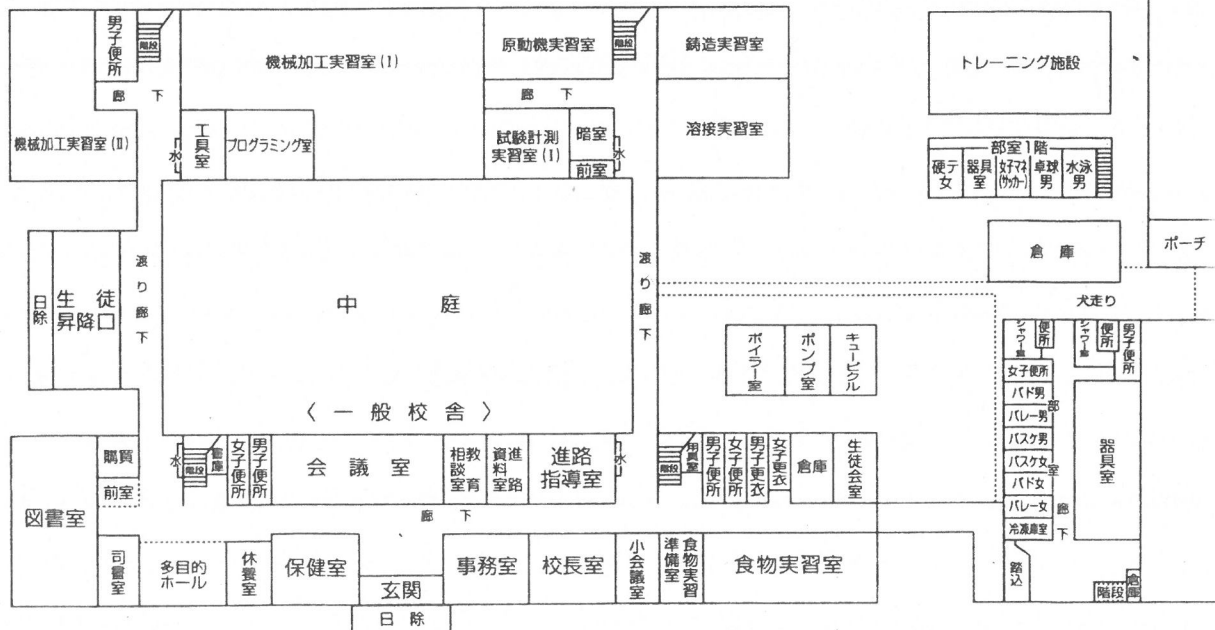 男子便所
階段
機械加工実習室(I)
原動機実習室
階段
鋳造実習室
トレーニング施設
廊下
廊下
機械加工実習室(II)
水
工具室
プログラミング室
試験計測
実習室(I)
暗室
前室
水
溶接実習室
部室1階
硬テ女
器具室
女子マネ
(サッカー)
卓球男
水泳男
倉庫
ポーチ
日除
生徒
昇降口
渡り廊下
中庭
渡り廊下
犬走り
ボイラー室
ポンプ室
キュービクル
シャワー室
便所
シャワー室
便所
男子便所
女子便所
バド男
バレー男
バスケ男
バスケ女
バド女
バレー女
冷凍庫室
部室
廊下
器具室
〈一般校舎〉
図書室
購買
前室
水
階段
倉庫
女子便所
男子便所
会議室
教育
相談室
進路
資料室
進路
指導室
水
階段
用具室
男子便所
女子便所
男子更衣
女子更衣
倉庫
生徒会室
廊下
司書室
多目的
ホール
休養室
保健室
玄関
日除
事務室
校長室
小会議室
食物実習
準備室
食物実習室
踏込
階段
倉庫